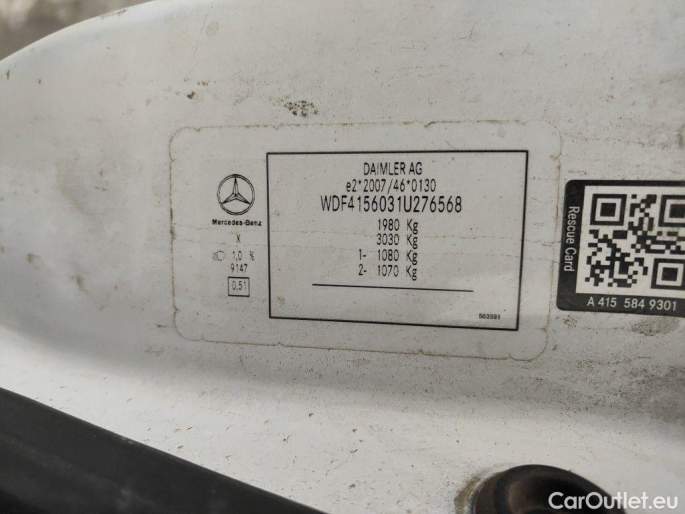 Mercedes-Benz
X
1,0 %
9147
0,51
DAIMLER AG
e2*2007/46*0130
WDF4156031U276568
1980 Kg
3030 Kg
1- 1080 Kg
2- 1070 Kg
Rescue Card
A 415 584 9301
CarOutlet.eu